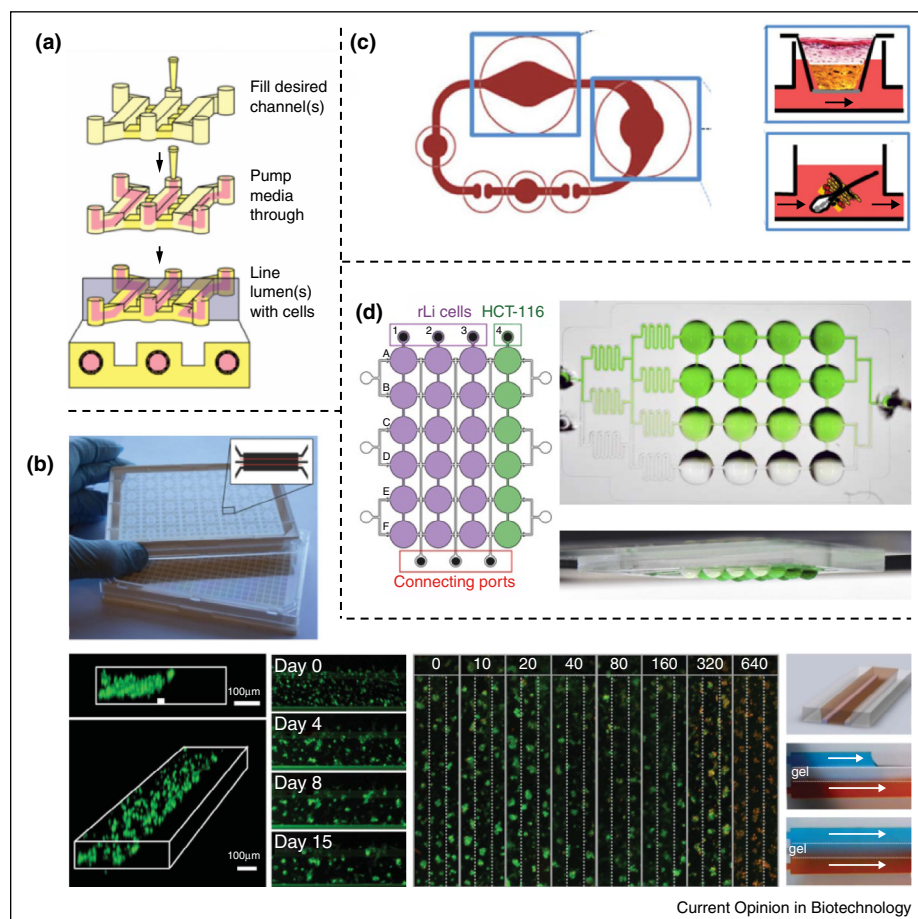 (a)
Fill desired
channel(s)
Pump
media
through
Line
lumen(s)
with cells
(b)
(c)
(d)
rLi cells
HCT-116
1
2
3
4
A
B
C
D
E
F
Connecting ports
100μm
100μm
Day 0
Day 4
Day 8
Day 15
0
10
20
40
80
160
320
640
gel
gel
Current Opinion in Biotechnology